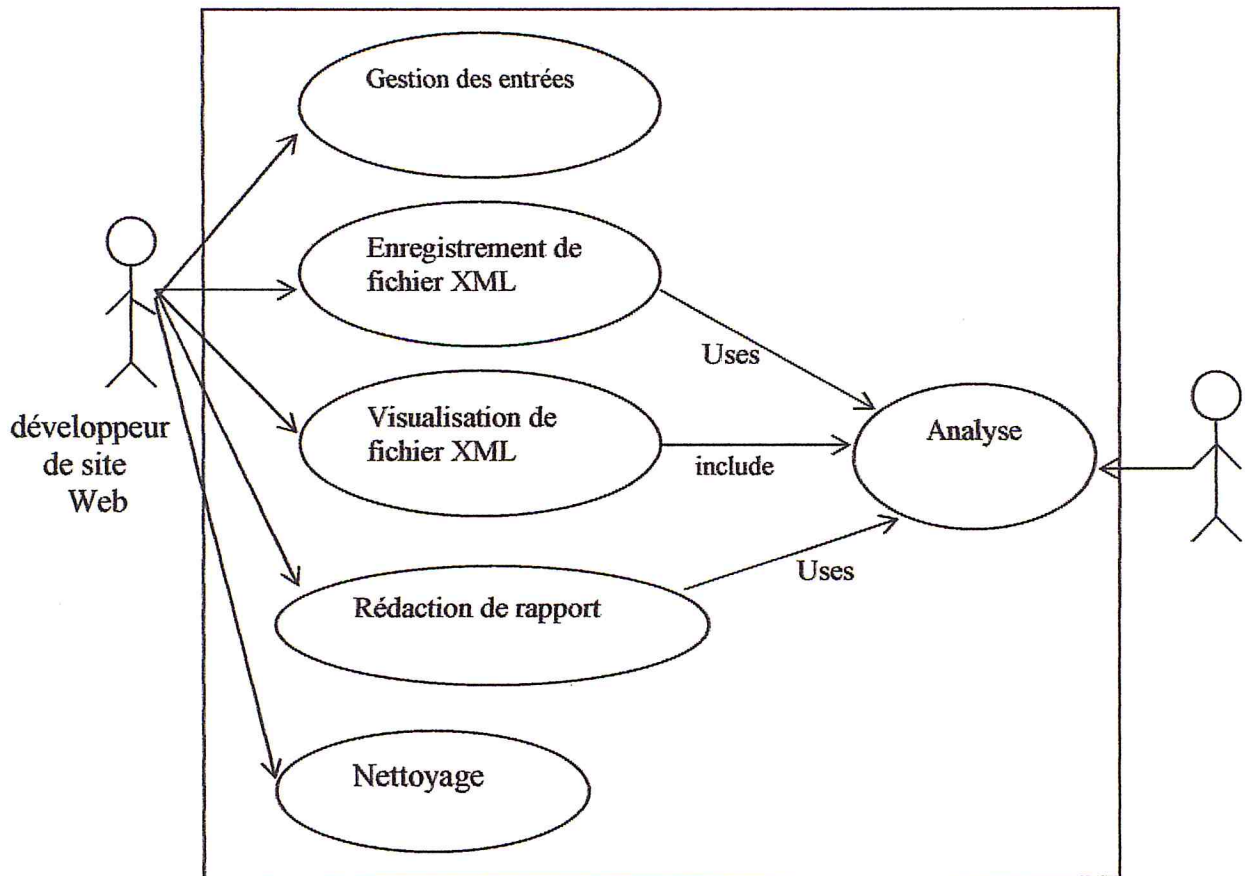 Gestion des entrées
Enregistrement de
fichier XML
Uses
développeur
de site
Web
Visualisation de
fichier XML
include
Analyse
Rédaction de rapport
Uses
Nettoyage